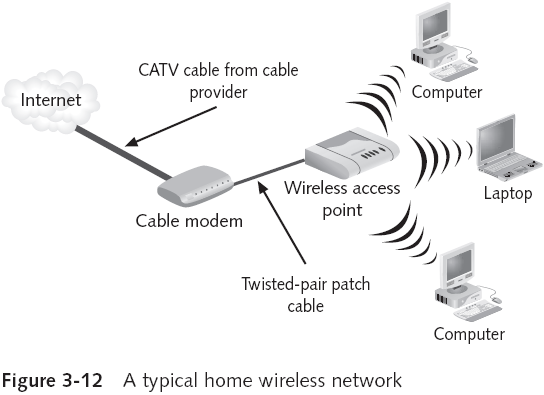 Internet
CATV cable from cable
provider
Computer
Cable modem
Wireless access
point
Laptop
Twisted-pair patch
cable
Computer
Figure 3-12 A typical home wireless network